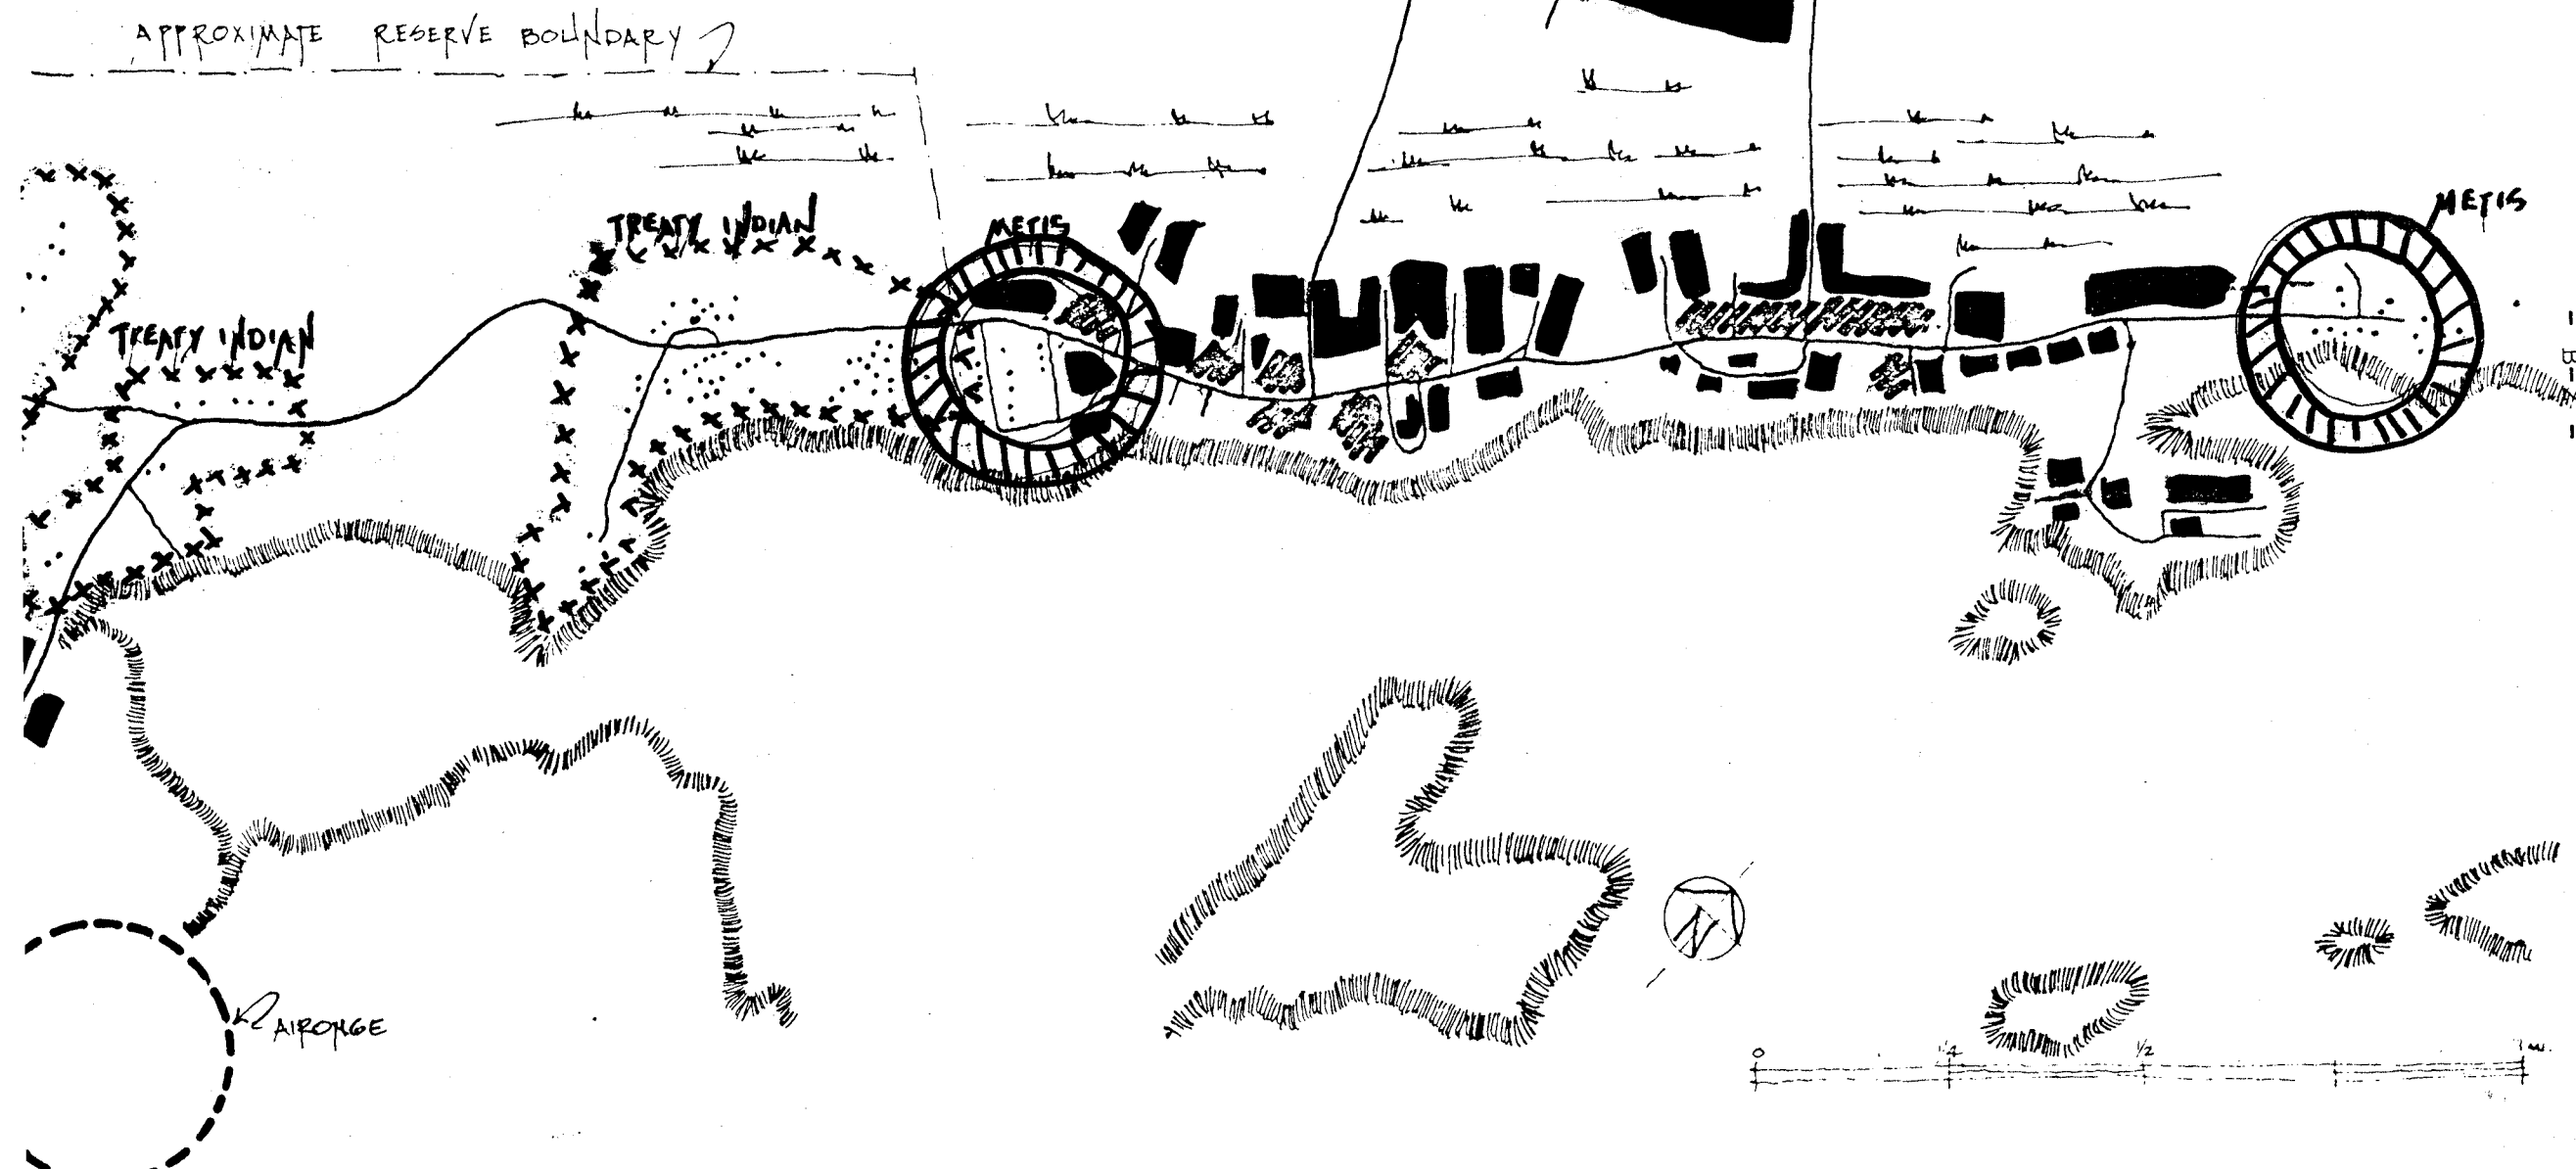 APPROXIMATE RESERVE BOUNDARY
METIS
TREATY INDIAN
METIS
TREATY INDIAN
N
AIRONGE
0 1/4 1/2 1 M.